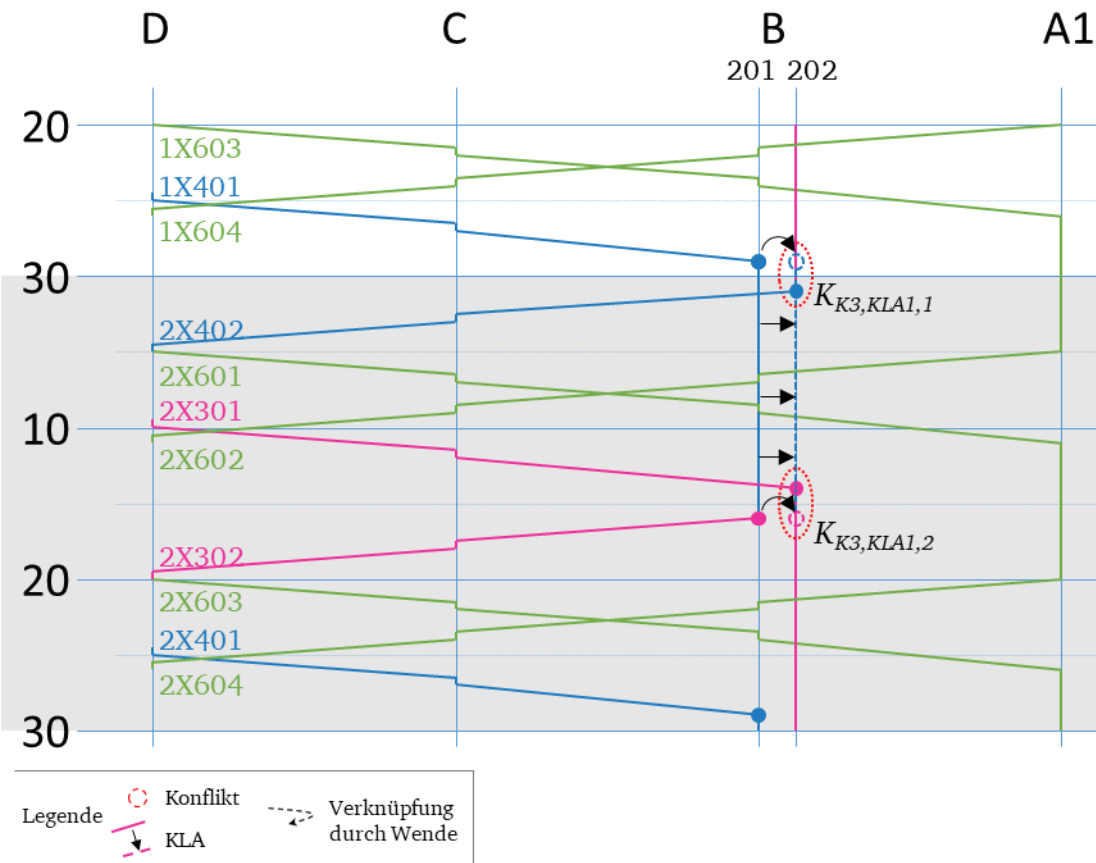 D C B A1
201 202
20
1X603
1X401
1X604
30
K_{K3,KLA1,1}
2X402
2X601
2X301
10
2X602
K_{K3,KLA1,2}
2X302
20
2X603
2X401
2X604
30
Konflikt
Legende
Verknüpfung
durch Wende
KLA